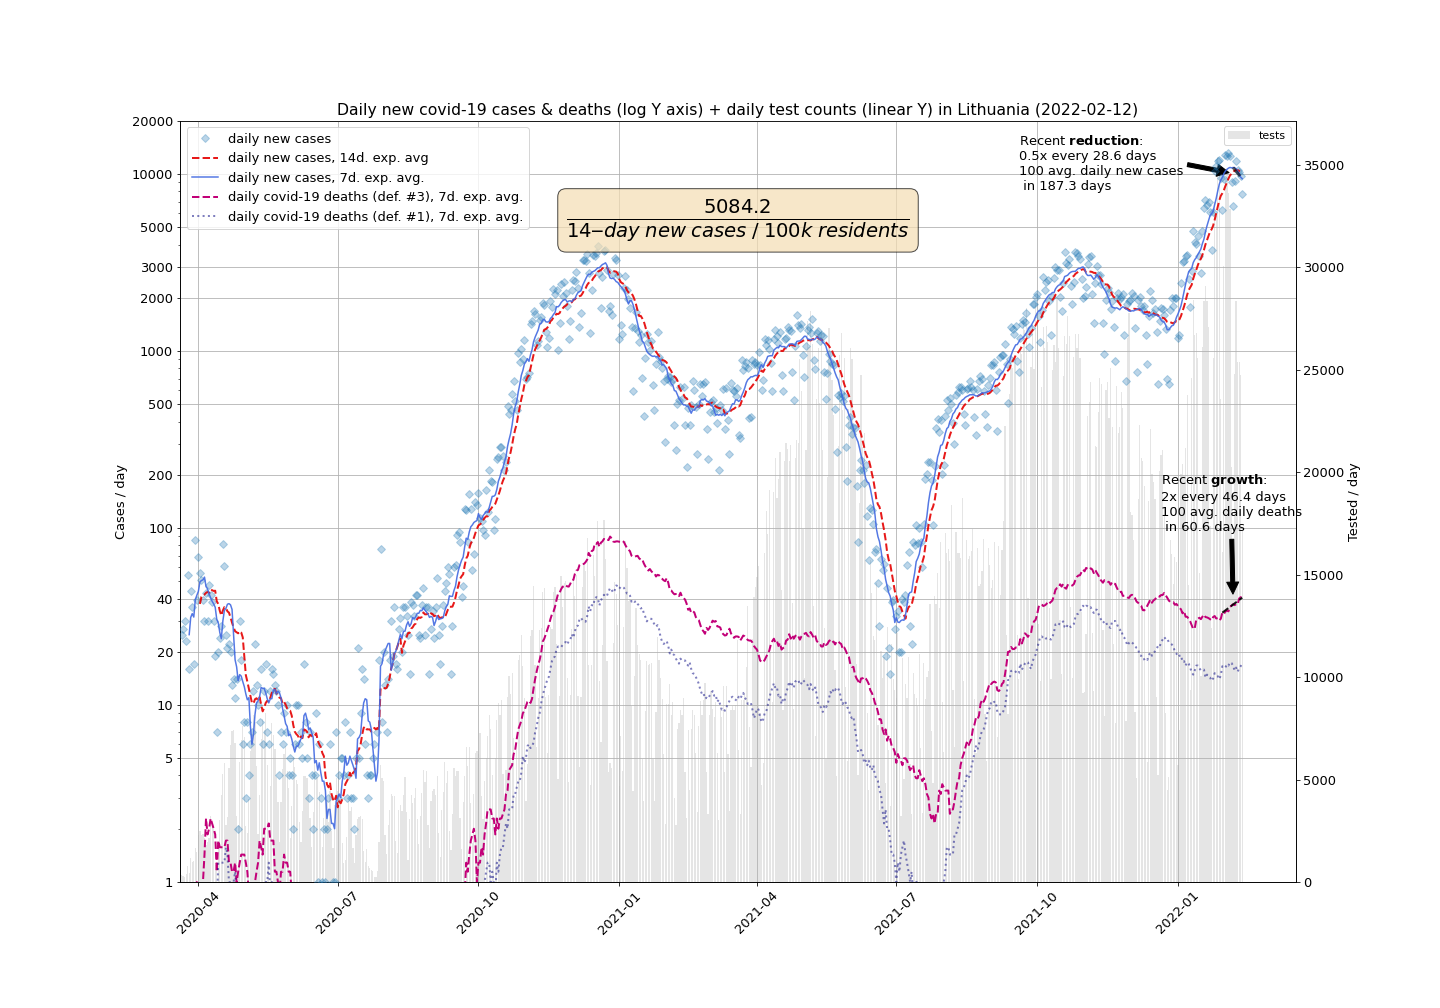 Daily new covid-19 cases & deaths (log Y axis) + daily test counts (linear Y) in Lithuania (2022-02-12)
daily new cases
daily new cases, 14d. exp. avg
daily new cases, 7d. exp. avg.
daily covid-19 deaths (def. #3), 7d. exp. avg.
daily covid-19 deaths (def. #1), 7d. exp. avg.
5084.2
14–day new cases / 100k residents
Recent reduction:
0.5x every 28.6 days
100 avg. daily new cases
in 187.3 days
tests
Recent growth:
2x every 46.4 days
100 avg. daily deaths
in 60.6 days
Cases / day
20000
10000
5000
3000
2000
1000
500
200
100
40
20
10
5
1
Tested / day
35000
30000
25000
20000
15000
10000
5000
0
2020-04
2020-07
2020-10
2021-01
2021-04
2021-07
2021-10
2022-01